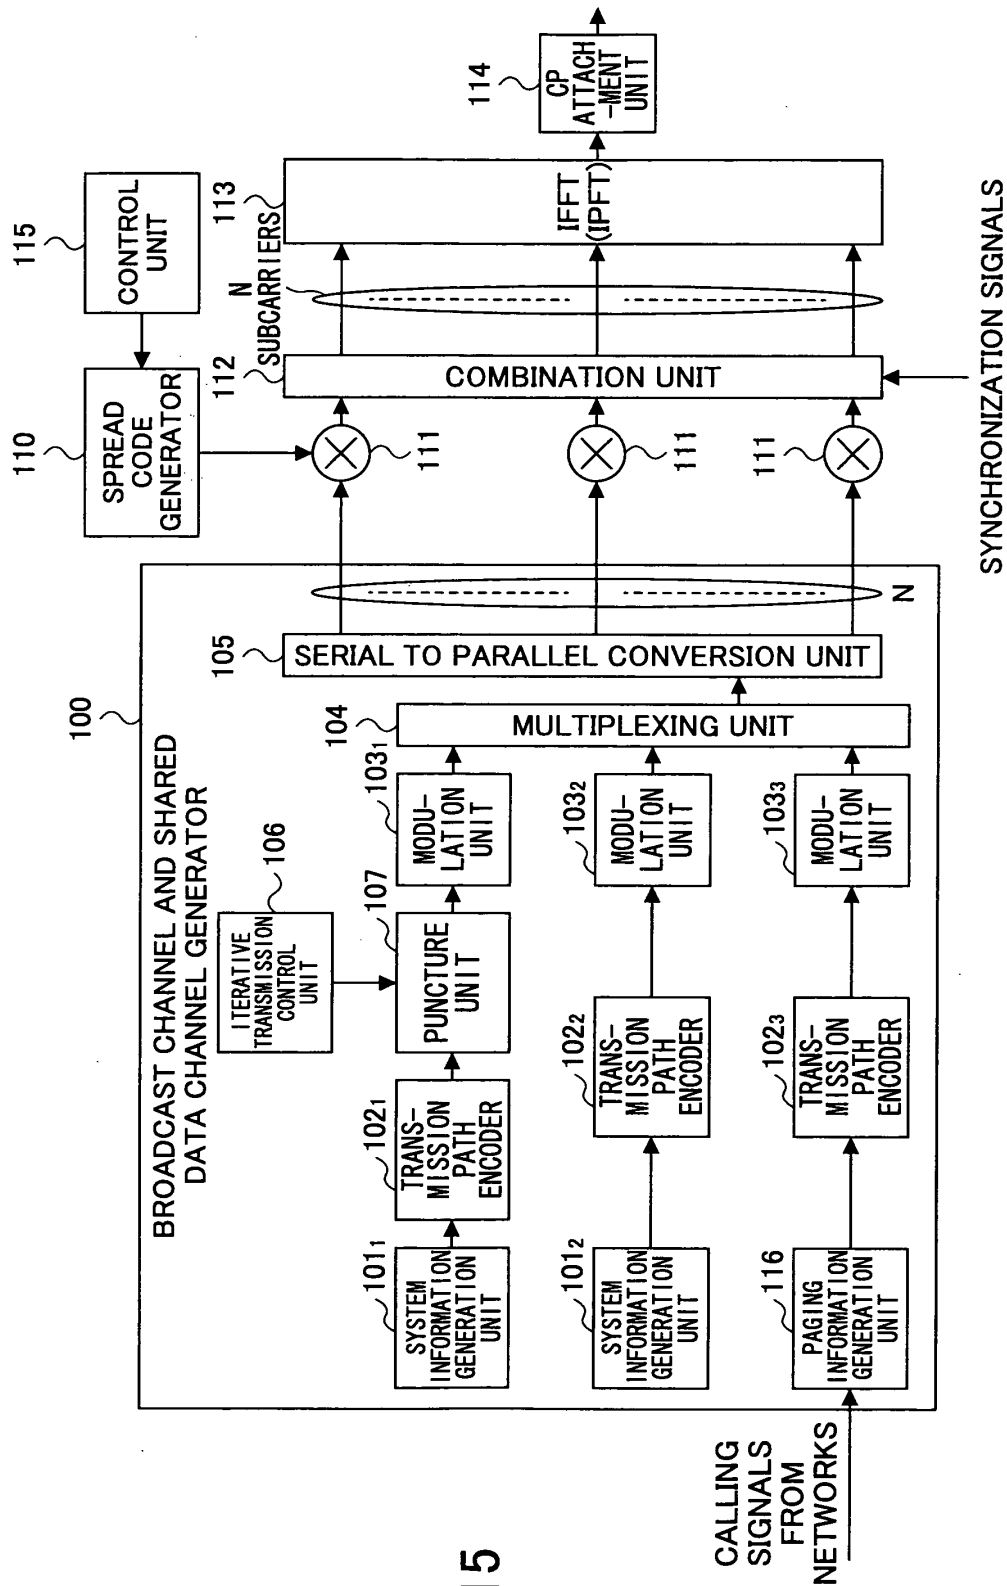 BROADCAST CHANNEL AND SHARED
DATA CHANNEL GENERATOR
100
SYSTEM
INFORMATION
GENERATION
UNIT
101₁
TRANS-
MISSION
PATH
ENCODER
102₁
ITERATIVE
TRANSMISSION
CONTROL
UNIT
106
PUNCTURE
UNIT
107
MODU-
LATION
UNIT
103₁
SYSTEM
INFORMATION
GENERATION
UNIT
101₂
TRANS-
MISSION
PATH
ENCODER
102₂
MODU-
LATION
UNIT
103₂
CALLING
SIGNALS
FROM
NETWORKS
PAGING
INFORMATION
GENERATION
UNIT
116
TRANS-
MISSION
PATH
ENCODER
102₃
MODU-
LATION
UNIT
103₃
MULTIPLEXING UNIT
104
SERIAL TO PARALLEL CONVERSION UNIT
105
N
SPREAD
CODE
GENERATOR
110
CONTROL
UNIT
115
111
111
111
COMBINATION UNIT
112
SYNCHRONIZATION SIGNALS
N
SUBCARRIERS
IFFT
(IPFT)
113
CP
ATTACH
-MENT
UNIT
114
5